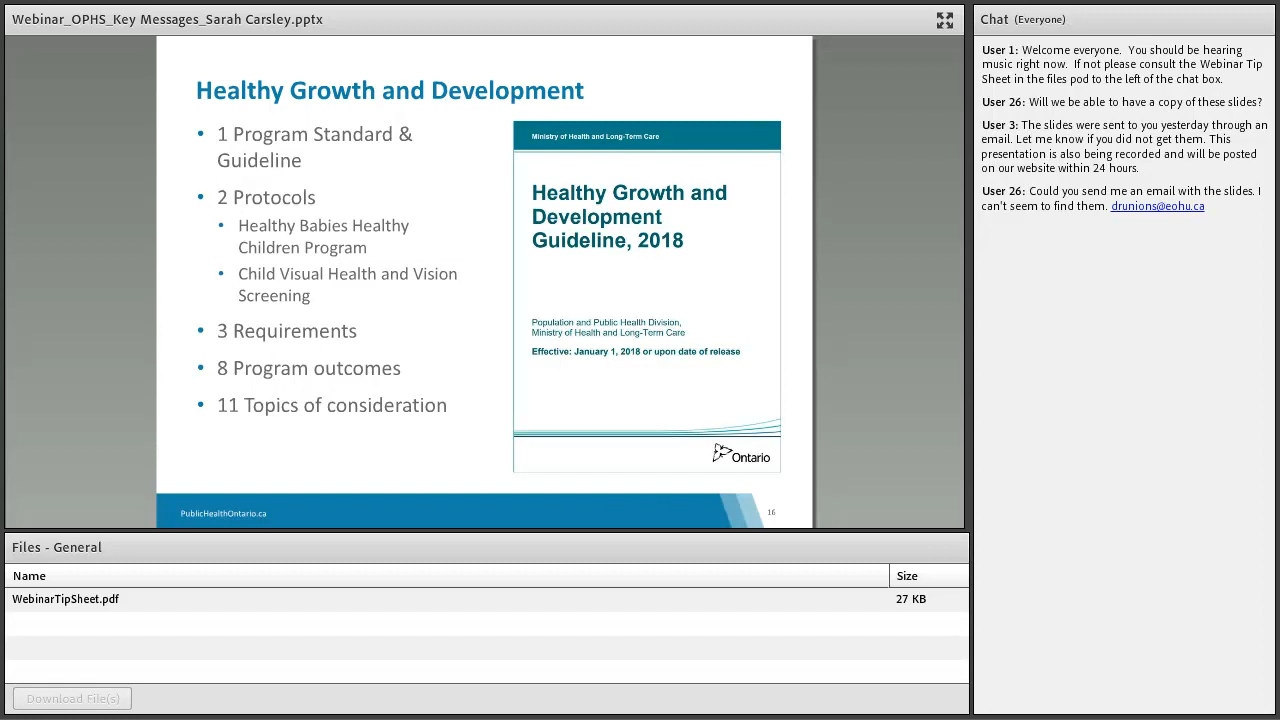 Webinar_OPHS_Key Messages_Sarah Carsley.pptx
Healthy Growth and Development
• 1 Program Standard &
Guideline
• 2 Protocols
• Healthy Babies Healthy
Children Program
• Child Visual Health and Vision
Screening
• 3 Requirements
• 8 Program outcomes
• 11 Topics of consideration
Ministry of Health and Long-Term Care
Healthy Growth and
Development
Guideline, 2018
Population and Public Health Division,
Ministry of Health and Long-Term Care
Effective: January 1, 2018 or upon date of release
Ontario
PublicHealthOntario.ca
16
Files - General
Name
Size
WebinarTipSheet.pdf
27 KB
Download File(s)
Chat (Everyone)
User 1: Welcome everyone. You should be hearing
music right now. If not please consult the Webinar Tip
Sheet in the files pod to the left of the chat box.
User 26: Will we be able to have a copy of these slides?
User 3: The slides were sent to you yesterday through an
email. Let me know if you did not get them. This
presentation is also being recorded and will be posted
on our website within 24 hours.
User 26: Could you send me an email with the slides. I
can't seem to find them. drunions@eohu.ca